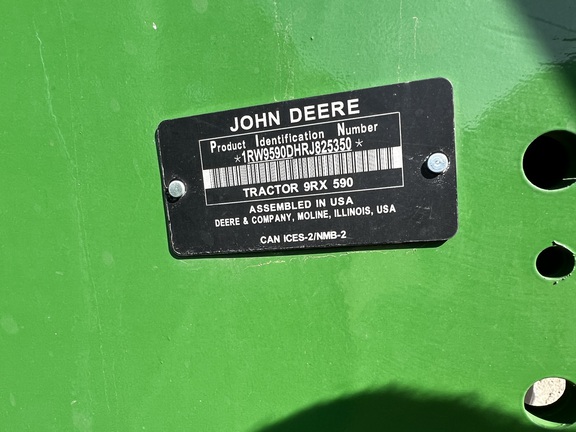 JOHN DEERE
Product Identification Number
*1RW9590DHRJ825350*
TRACTOR 9RX 590
ASSEMBLED IN USA
DEERE & COMPANY, MOLINE, ILLINOIS, USA
CAN ICES-2/NMB-2